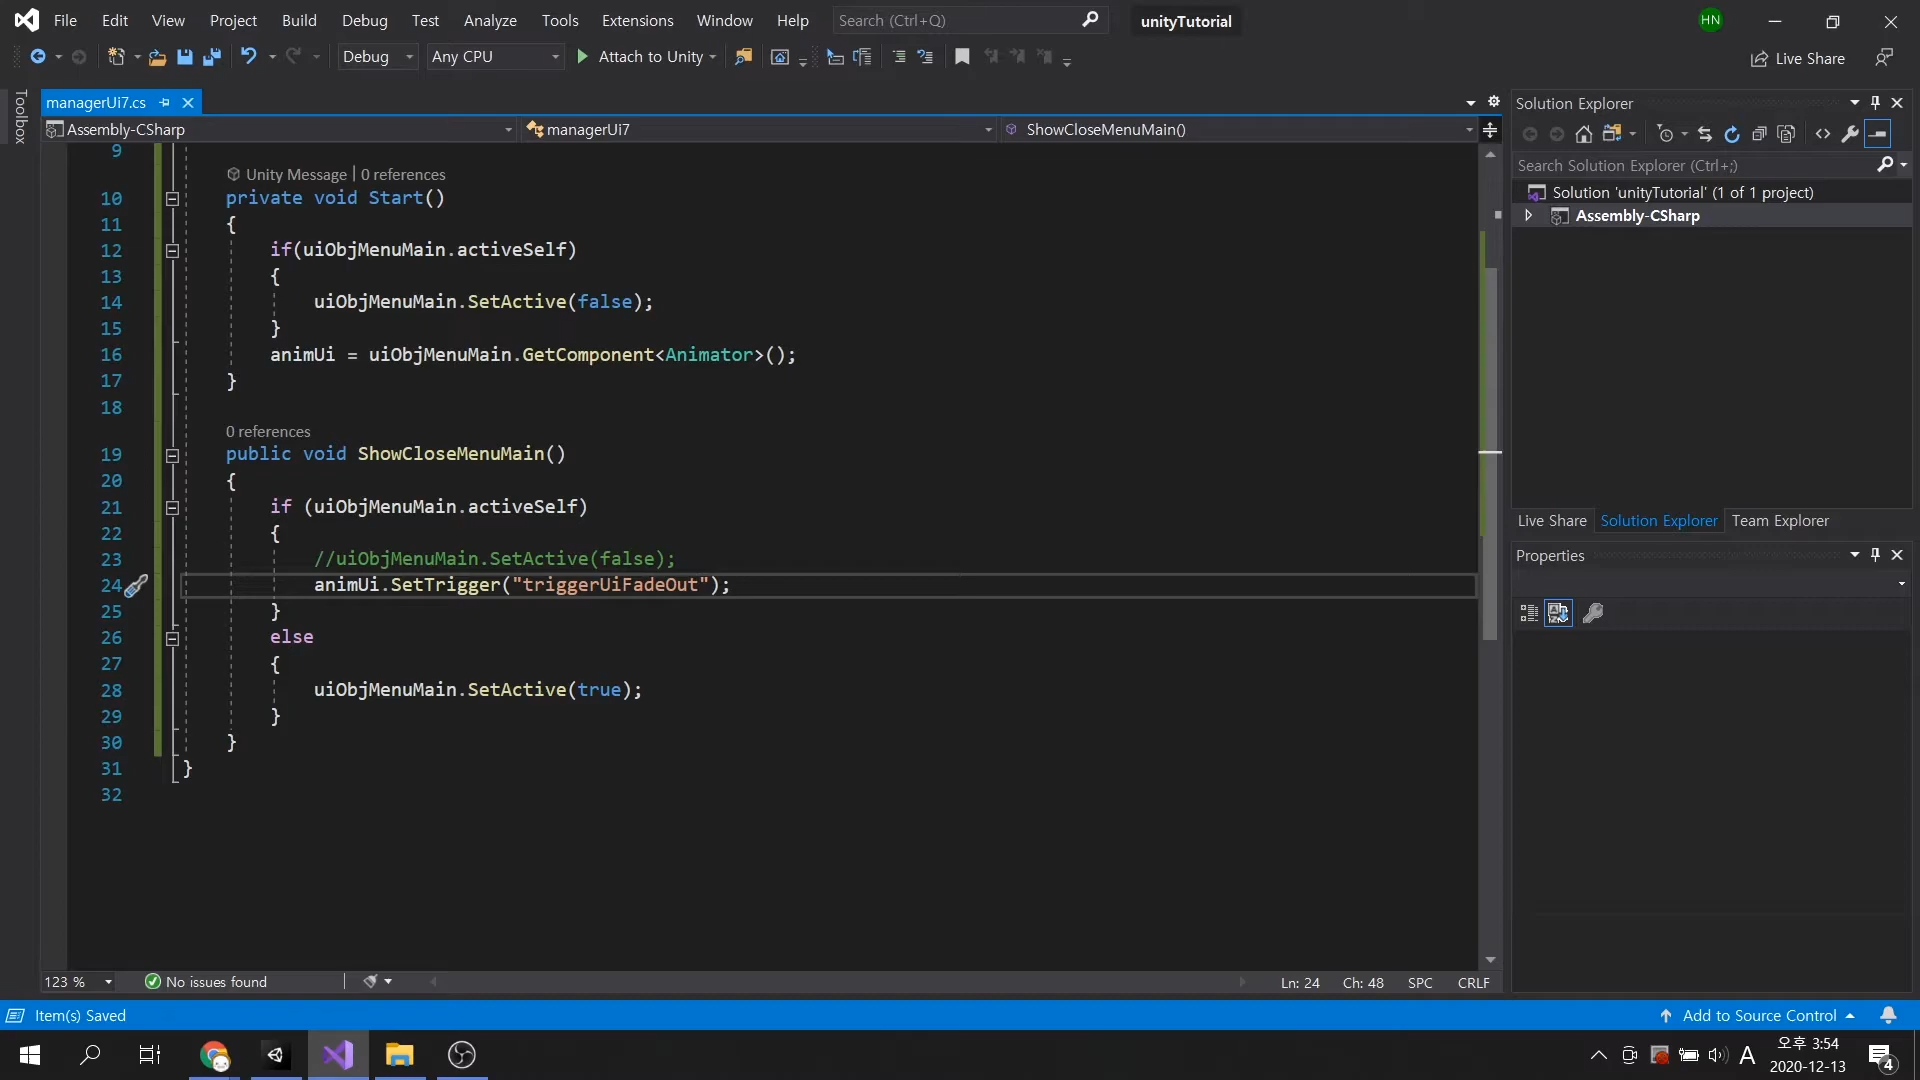 File Edit View Project Build Debug Test Analyze Tools Extensions Window Help Search (Ctrl+Q) unityTutorial HN
Debug Any CPU Attach to Unity Live Share
Toolbox
managerUi7.cs
Assembly-CSharp managerUi7 ShowCloseMenuMain()
9
Unity Message | 0 references
10 private void Start()
11 {
12 if(uiObjMenuMain.activeSelf)
13 {
14 uiObjMenuMain.SetActive(false);
15 }
16 animUi = uiObjMenuMain.GetComponent<Animator>();
17 }
18
0 references
19 public void ShowCloseMenuMain()
20 {
21 if (uiObjMenuMain.activeSelf)
22 {
23 //uiObjMenuMain.SetActive(false);
24 animUi.SetTrigger("triggerUiFadeOut");
25 }
26 else
27 {
28 uiObjMenuMain.SetActive(true);
29 }
30 }
31 }
32
123 % No issues found Ln: 24 Ch: 48 SPC CRLF
Solution Explorer
Search Solution Explorer (Ctrl+;)
Solution 'unityTutorial' (1 of 1 project)
Assembly-CSharp
Live Share Solution Explorer Team Explorer
Properties
Item(s) Saved Add to Source Control
A 오후 3:54
2020-12-13 4